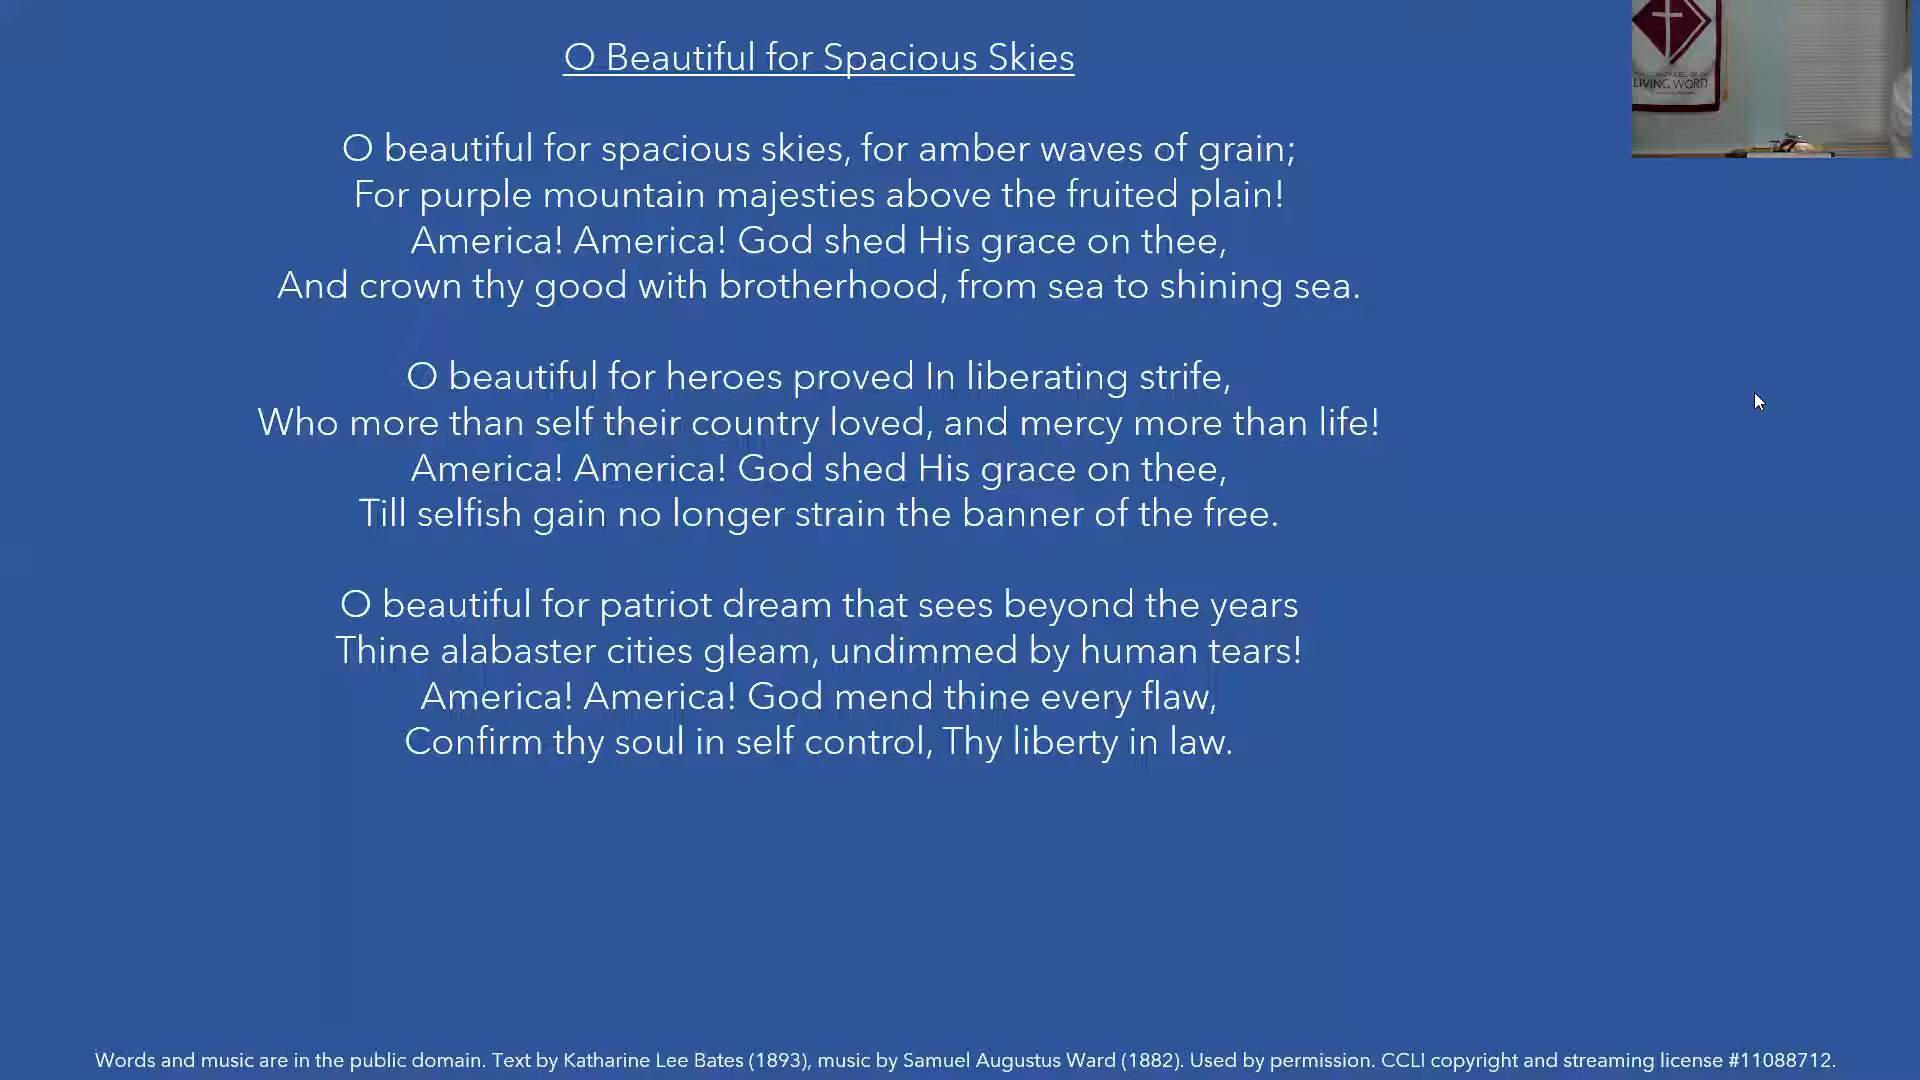 O Beautiful for Spacious Skies
O beautiful for spacious skies, for amber waves of grain;
For purple mountain majesties above the fruited plain!
America! America! God shed His grace on thee,
And crown thy good with brotherhood, from sea to shining sea.
O beautiful for heroes proved In liberating strife,
Who more than self their country loved, and mercy more than life!
America! America! God shed His grace on thee,
Till selfish gain no longer strain the banner of the free.
O beautiful for patriot dream that sees beyond the years
Thine alabaster cities gleam, undimmed by human tears!
America! America! God mend thine every flaw,
Confirm thy soul in self control, Thy liberty in law.
LIVING WORD
Words and music are in the public domain. Text by Katharine Lee Bates (1893), music by Samuel Augustus Ward (1882). Used by permission. CCLI copyright and streaming license #11088712.